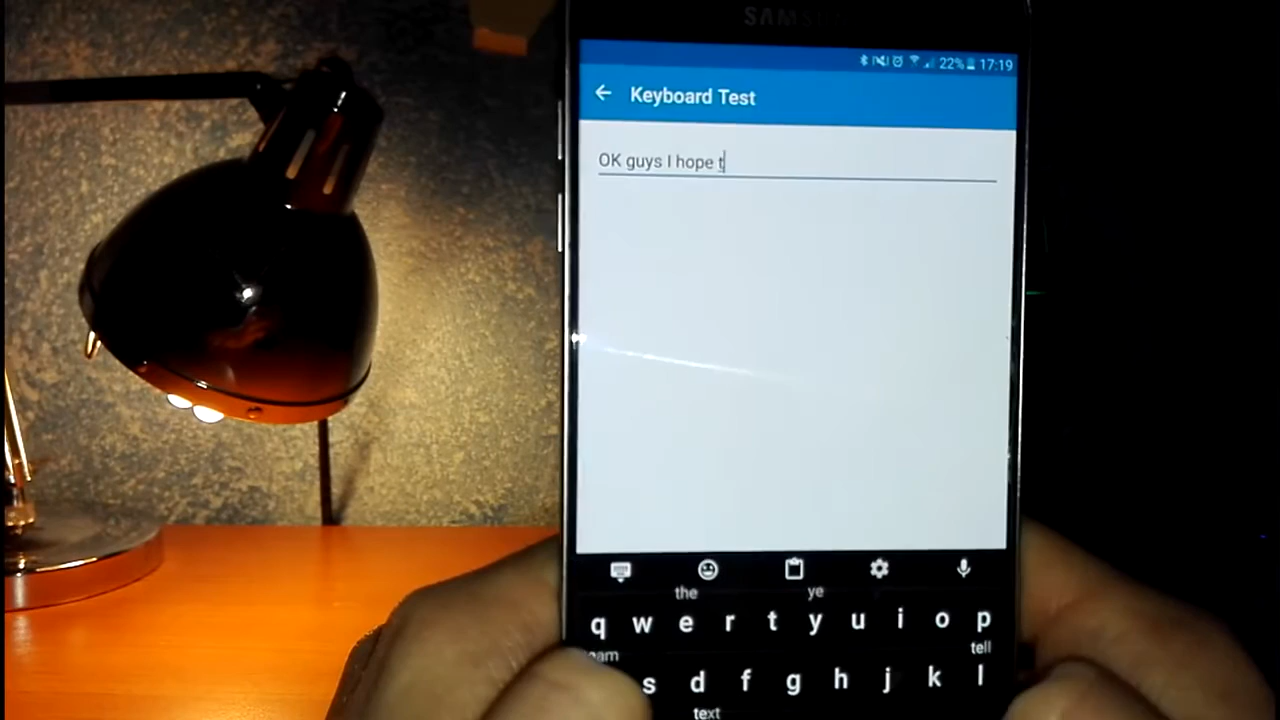 SAMSUNG
22% 17:19
Keyboard Test
OK guys I hope t
the ye
q w e r t y u i o p
tell
s d f g h j k l
text